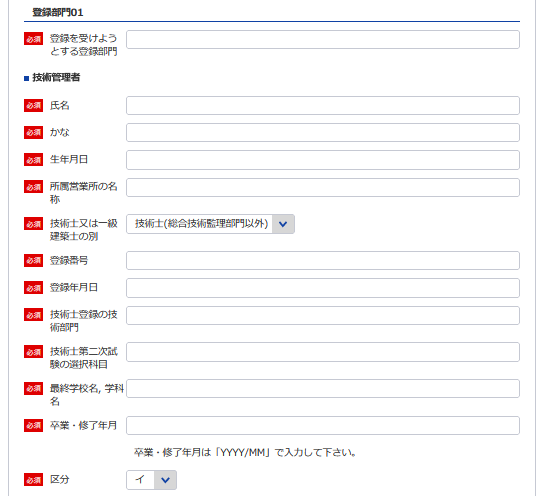 登録部門01
必須 登録を受けよう
とする登録部門
技術管理者
必須 氏名
必須 かな
必須 生年月日
必須 所属営業所の名
称
必須 技術士又は一級
建築士の別
技術士(総合技術監理部門以外)
必須 登録番号
必須 登録年月日
必須 技術士登録の技
術部門
必須 技術士第二次試
験の選択科目
必須 最終学校名, 学科
名
必須 卒業・修了年月
卒業・修了年月は「YYYY/MM」で入力して下さい。
必須 区分 イ